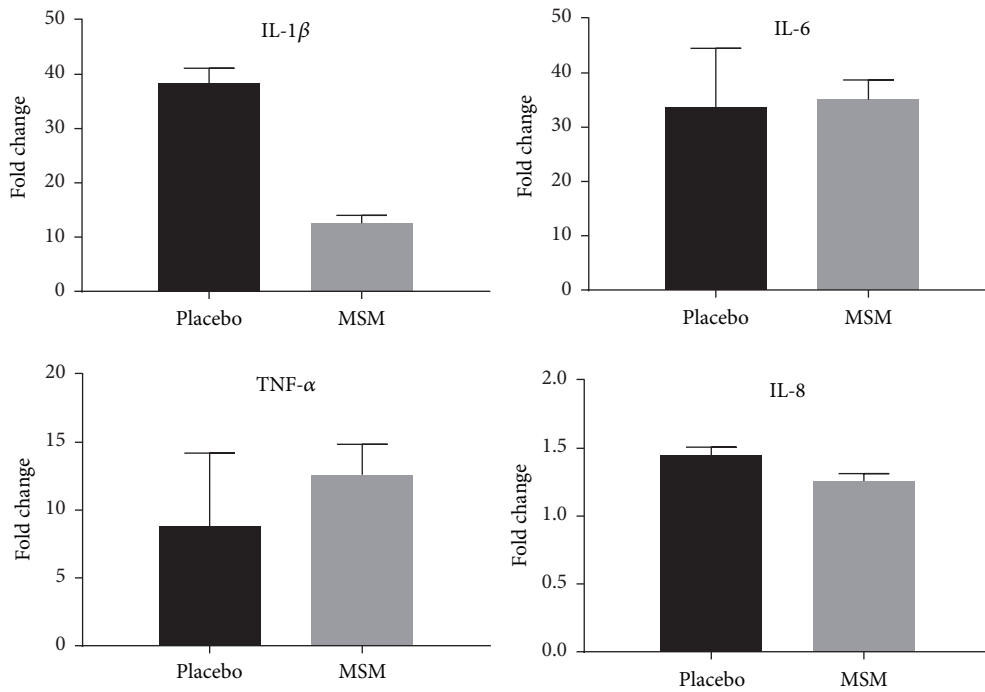 IL-1β
Fold change
50
40
30
20
10
0
Placebo MSM
IL-6
Fold change
50
40
30
20
10
0
Placebo MSM
TNF-α
Fold change
20
15
10
5
0
Placebo MSM
IL-8
Fold change
2.0
1.5
1.0
0.5
0.0
Placebo MSM